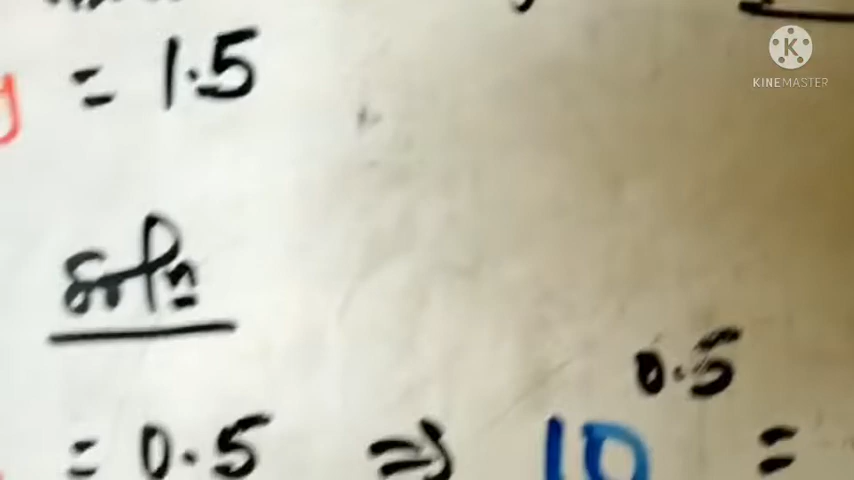 y = 1.5
KINEMASTER
Soln
= 0.5 ⇒ 10^0.5 =